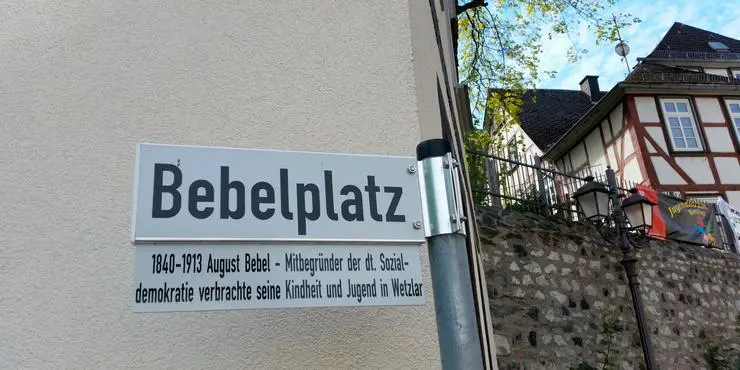 Bebelplatz
1840-1913 August Bebel - Mitbegründer der dt. Sozial-
demokratie verbrachte seine Kindheit und Jugend in Wetzlar